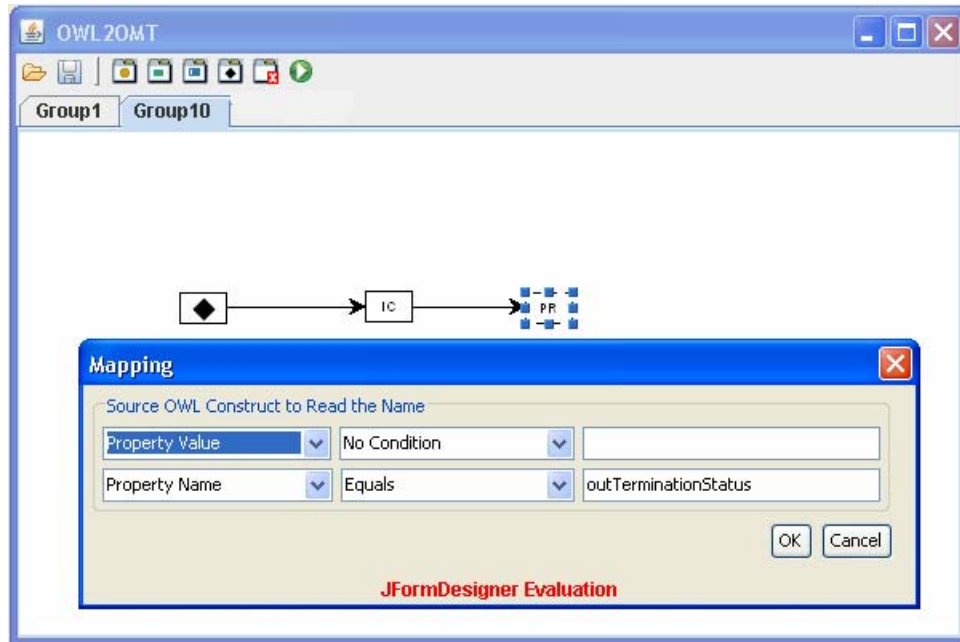 OWL2OMT
Group1 Group10
IC PR
Mapping
Source OWL Construct to Read the Name
Property Value No Condition
Property Name Equals outTerminationStatus
OK Cancel
JFormDesigner Evaluation